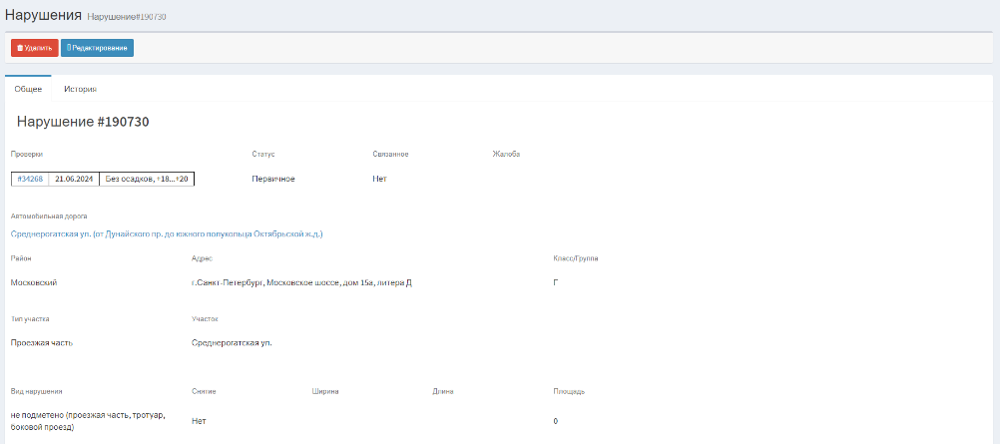 Нарушения Нарушение#190730
Удалить Редактирование
Общее История
Нарушение #190730
Проверки Статус Связанное Жалоба
#34268 21.06.2024 Без осадков, +18...+20 Первичное Нет
Автомобильная дорога
Среднерогатская ул. (от Дунайского пр. до южного полукольца Октябрьской ж.д.)
Район Адрес Класс/Группа
Московский г.Санкт-Петербург, Московское шоссе, дом 15а, литера Д Г
Тип участка Участок
Проезжая часть Среднерогатская ул.
Вид нарушения Снятие Ширина Длина Площадь
не подметено (проезжая часть, тротуар,
боковой проезд) Нет 0